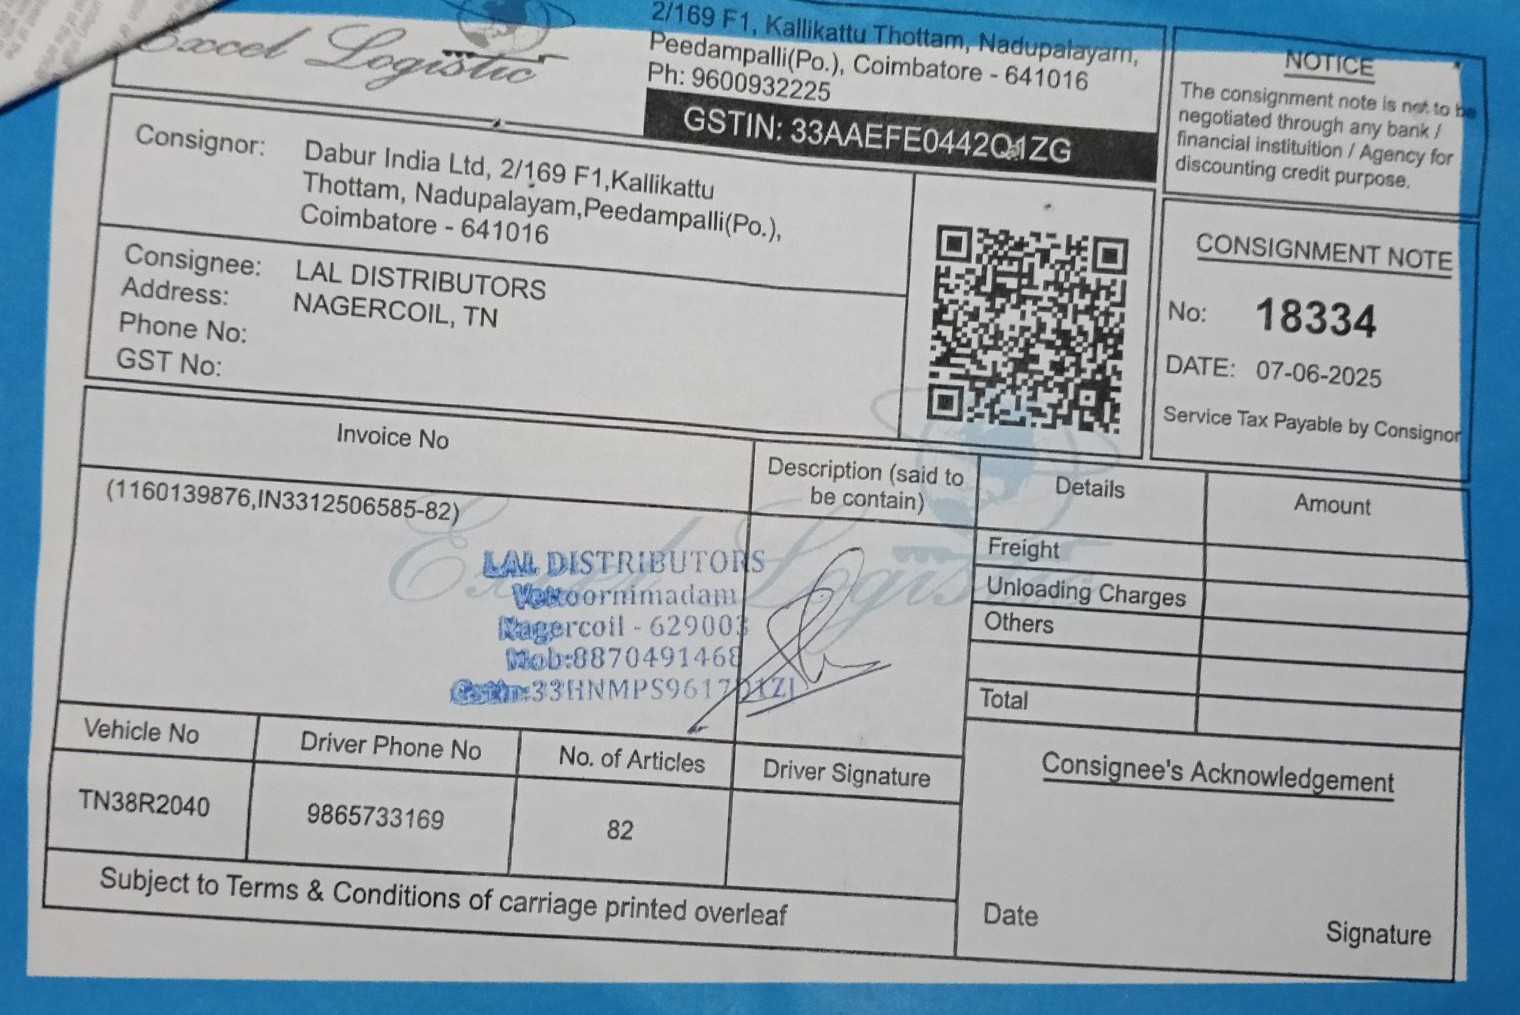 Excel Logistic
2/169 F1, Kallikattu Thottam, Nadupalayam,
Peedampalli(Po.), Coimbatore - 641016
Ph: 9600932225
GSTIN: 33AAEFE0442Q1ZG
NOTICE
The consignment note is not to be
negotiated through any bank /
financial instituition / Agency for
discounting credit purpose.
Consignor: Dabur India Ltd, 2/169 F1,Kallikattu
Thottam, Nadupalayam,Peedampalli(Po.),
Coimbatore - 641016
Consignee: LAL DISTRIBUTORS
Address: NAGERCOIL, TN
Phone No:
GST No:
CONSIGNMENT NOTE
No: 18334
DATE: 07-06-2025
Service Tax Payable by Consignor
Invoice No
Description (said to
be contain)
Details
Amount
(1160139876,IN3312506585-82)
Excel Logistic
LAL DISTRIBUTORS
Vettoornimadam
Nagercoil - 629003
Mob:8870491468
Gstin:33HNMPS9617D1ZJ
Freight
Unloading Charges
Others
Total
Vehicle No
Driver Phone No
No. of Articles
Driver Signature
TN38R2040
9865733169
82
Consignee's Acknowledgement
Subject to Terms & Conditions of carriage printed overleaf
Date
Signature